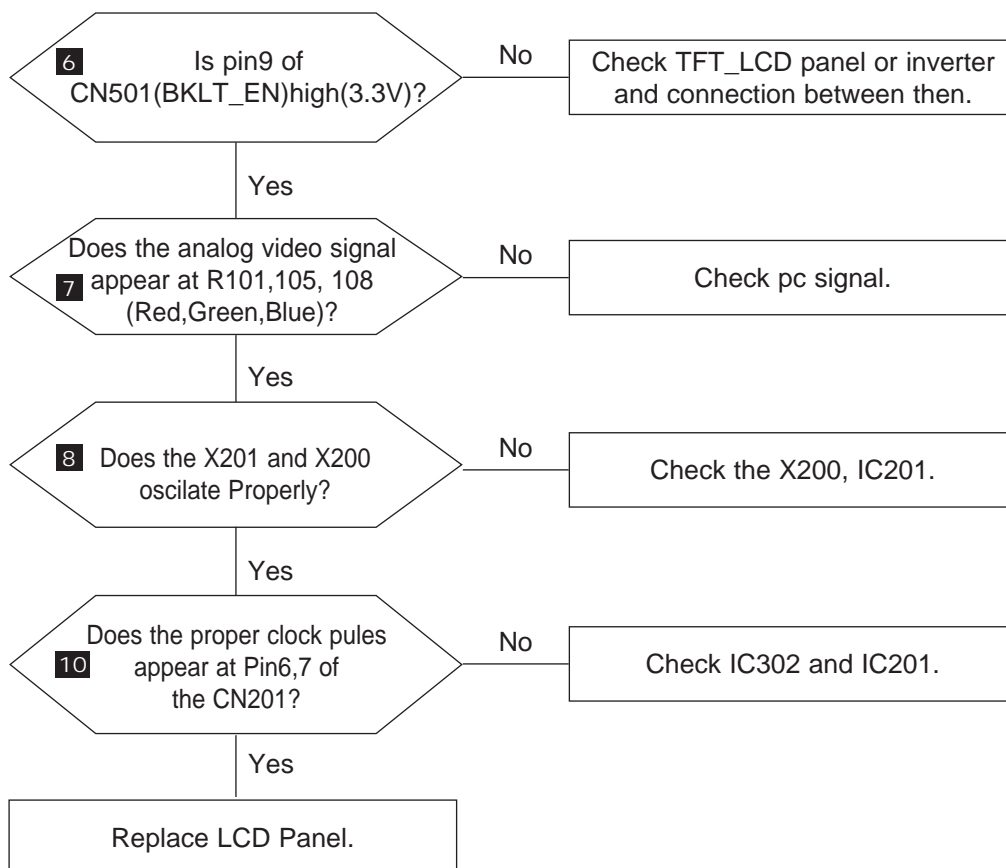 6
Is pin9 of
CN501(BKLT_EN)high(3.3V)?
No
Check TFT_LCD panel or inverter
and connection between then.
Yes
7
Does the analog video signal
appear at R101,105, 108
(Red,Green,Blue)?
No
Check pc signal.
Yes
8
Does the X201 and X200
oscilate Properly?
No
Check the X200, IC201.
Yes
10
Does the proper clock pules
appear at Pin6,7 of
the CN201?
No
Check IC302 and IC201.
Yes
Replace LCD Panel.